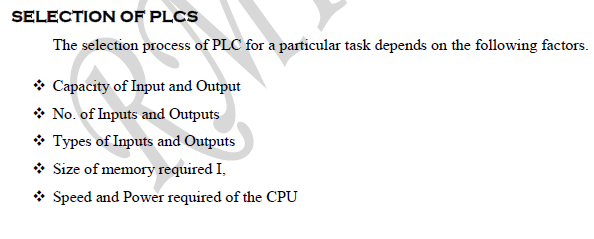 SELECTION OF PLCS
The selection process of PLC for a particular task depends on the following factors.
❖ Capacity of Input and Output
❖ No. of Inputs and Outputs
❖ Types of Inputs and Outputs
❖ Size of memory required I,
❖ Speed and Power required of the CPU